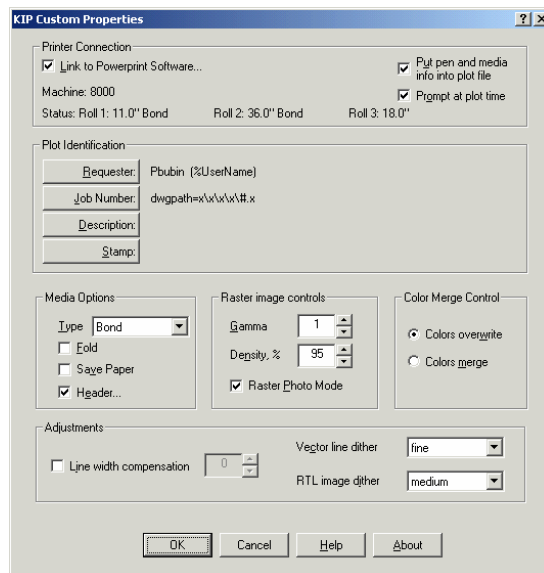 KIP Custom Properties
Printer Connection
Link to Powerprint Software...
Put pen and media
info into plot file
Machine: 8000
Prompt at plot time
Status: Roll 1: 11.0" Bond Roll 2: 36.0" Bond Roll 3: 18.0"
Plot Identification
Requester: Pbubin (%UserName)
Job Number: dwgpath=x\x\x\x\#.x
Description:
Stamp:
Media Options
Type Bond
Fold
Save Paper
Header...
Raster image controls
Gamma 1
Density, % 95
Raster Photo Mode
Color Merge Control
Colors overwrite
Colors merge
Adjustments
Line width compensation 0
Vector line dither fine
RTL image dither medium
OK Cancel Help About